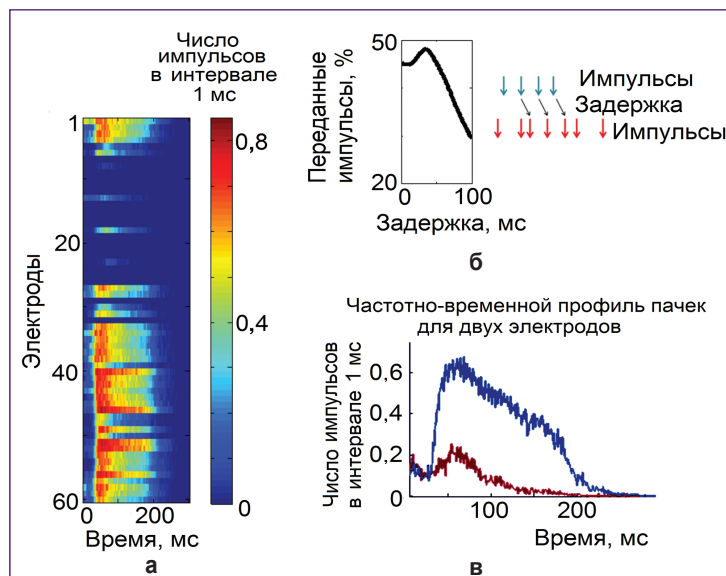 Число
импульсов
в интервале
1 мс
1
20
40
60
Электроды
0
200
Время, мс
0,8
0,4
0
а
50
20
Переданные
импульсы, %
0
100
Задержка, мс
Импульсы
Задержка
Импульсы
б
Частотно-временной профиль пачек
для двух электродов
Число импульсов
в интервале 1 мс
0,6
0,4
0,2
0
100
200
Время, мс
в